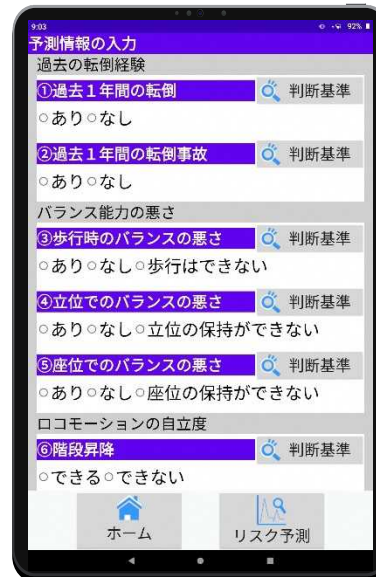 9:03
92%
予測情報の入力
過去の転倒経験
①過去1年間の転倒 判断基準
○あり○なし
②過去1年間の転倒事故 判断基準
○あり○なし
バランス能力の悪さ
③歩行時のバランスの悪さ 判断基準
○あり○なし○歩行はできない
④立位でのバランスの悪さ 判断基準
○あり○なし○立位の保持ができない
⑤座位でのバランスの悪さ 判断基準
○あり○なし○座位の保持ができない
ロコモーションの自立度
⑥階段昇降 判断基準
○できる○できない
ホーム リスク予測